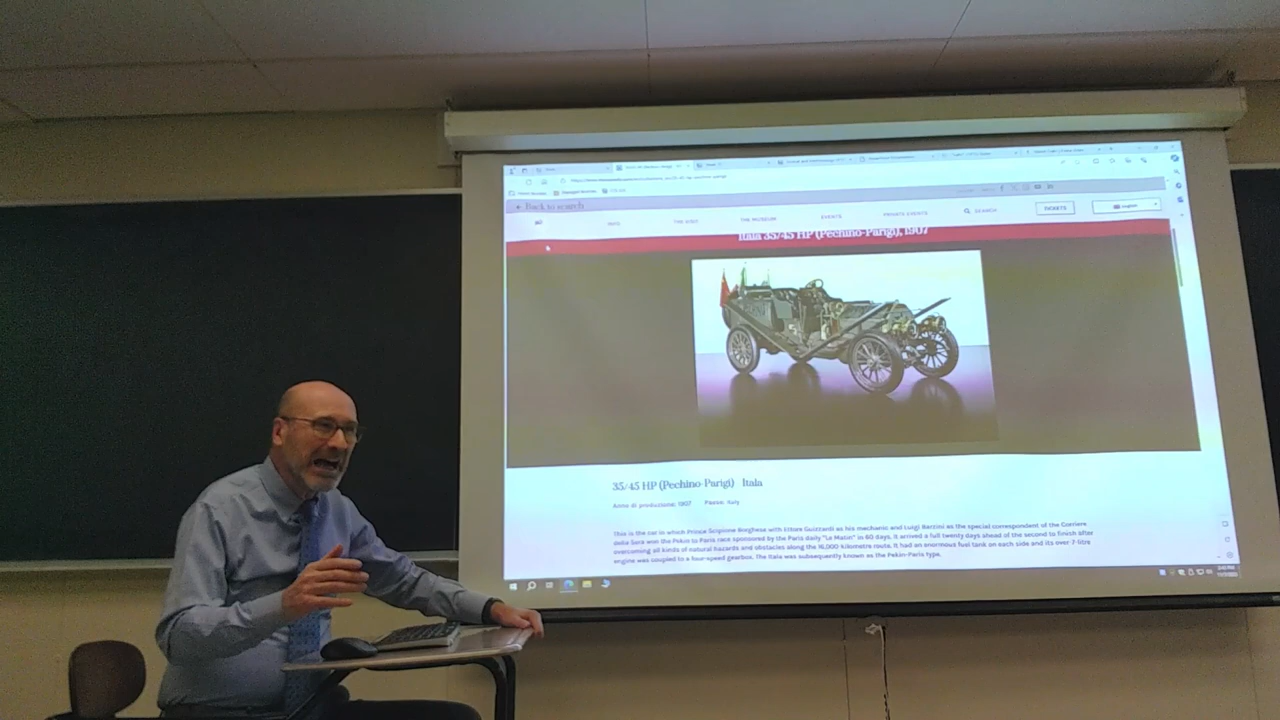 ← Back to search
THE VISIT
THE MUSEUM
EVENTS
PRIVATE EVENTS
SEARCH
TICKETS
English
Itala 35/45 HP (Pechino-Parigi), 1907
35/45 HP (Pechino-Parigi) Itala
Anno di produzione: 1907 Paese: Italy
This is the car in which Prince Scipione Borghese with Ettore Guizzardi as his mechanic and Luigi Barzini as the special correspondent of the Corriere
della Sera won the Pekin to Paris race sponsored by the Paris daily "Le Matin" in 60 days. It arrived a full twenty days ahead of the second to finish after
overcoming all kinds of natural hazards and obstacles along the 16,000 kilometre route. It had an enormous fuel tank on each side and its over 7-litre
engine was coupled to a four-speed gearbox. The Itala was subsequently known as the Pekin-Paris type.